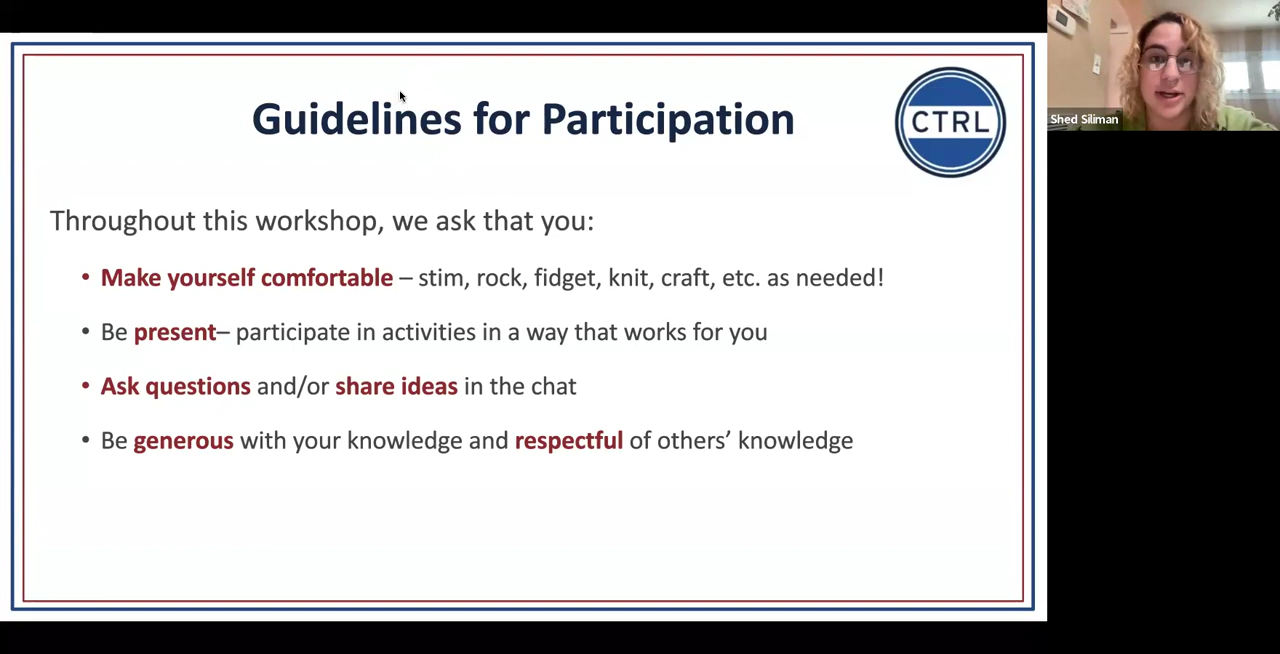 Guidelines for Participation
CTRL
Shed Siliman
Throughout this workshop, we ask that you:
• Make yourself comfortable – stim, rock, fidget, knit, craft, etc. as needed!
• Be present– participate in activities in a way that works for you
• Ask questions and/or share ideas in the chat
• Be generous with your knowledge and respectful of others’ knowledge